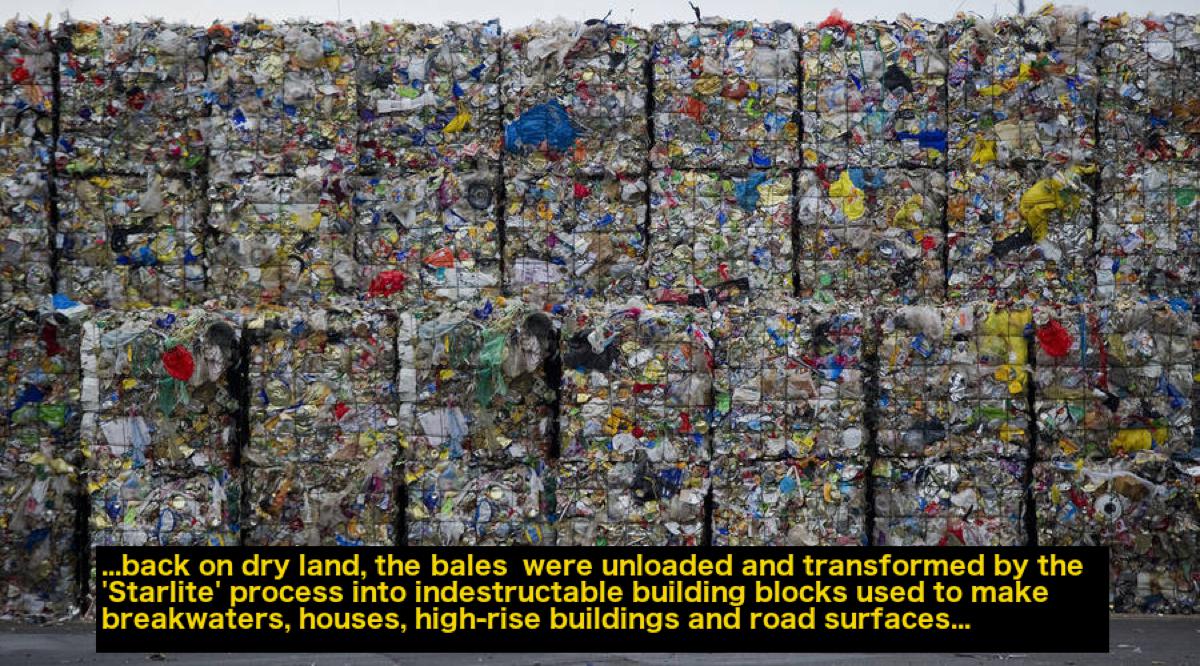 ...back on dry land, the bales  were unloaded and transformed by the
'Starlite' process into indestructable building blocks used to make
breakwaters, houses, high-rise buildings and road surfaces...